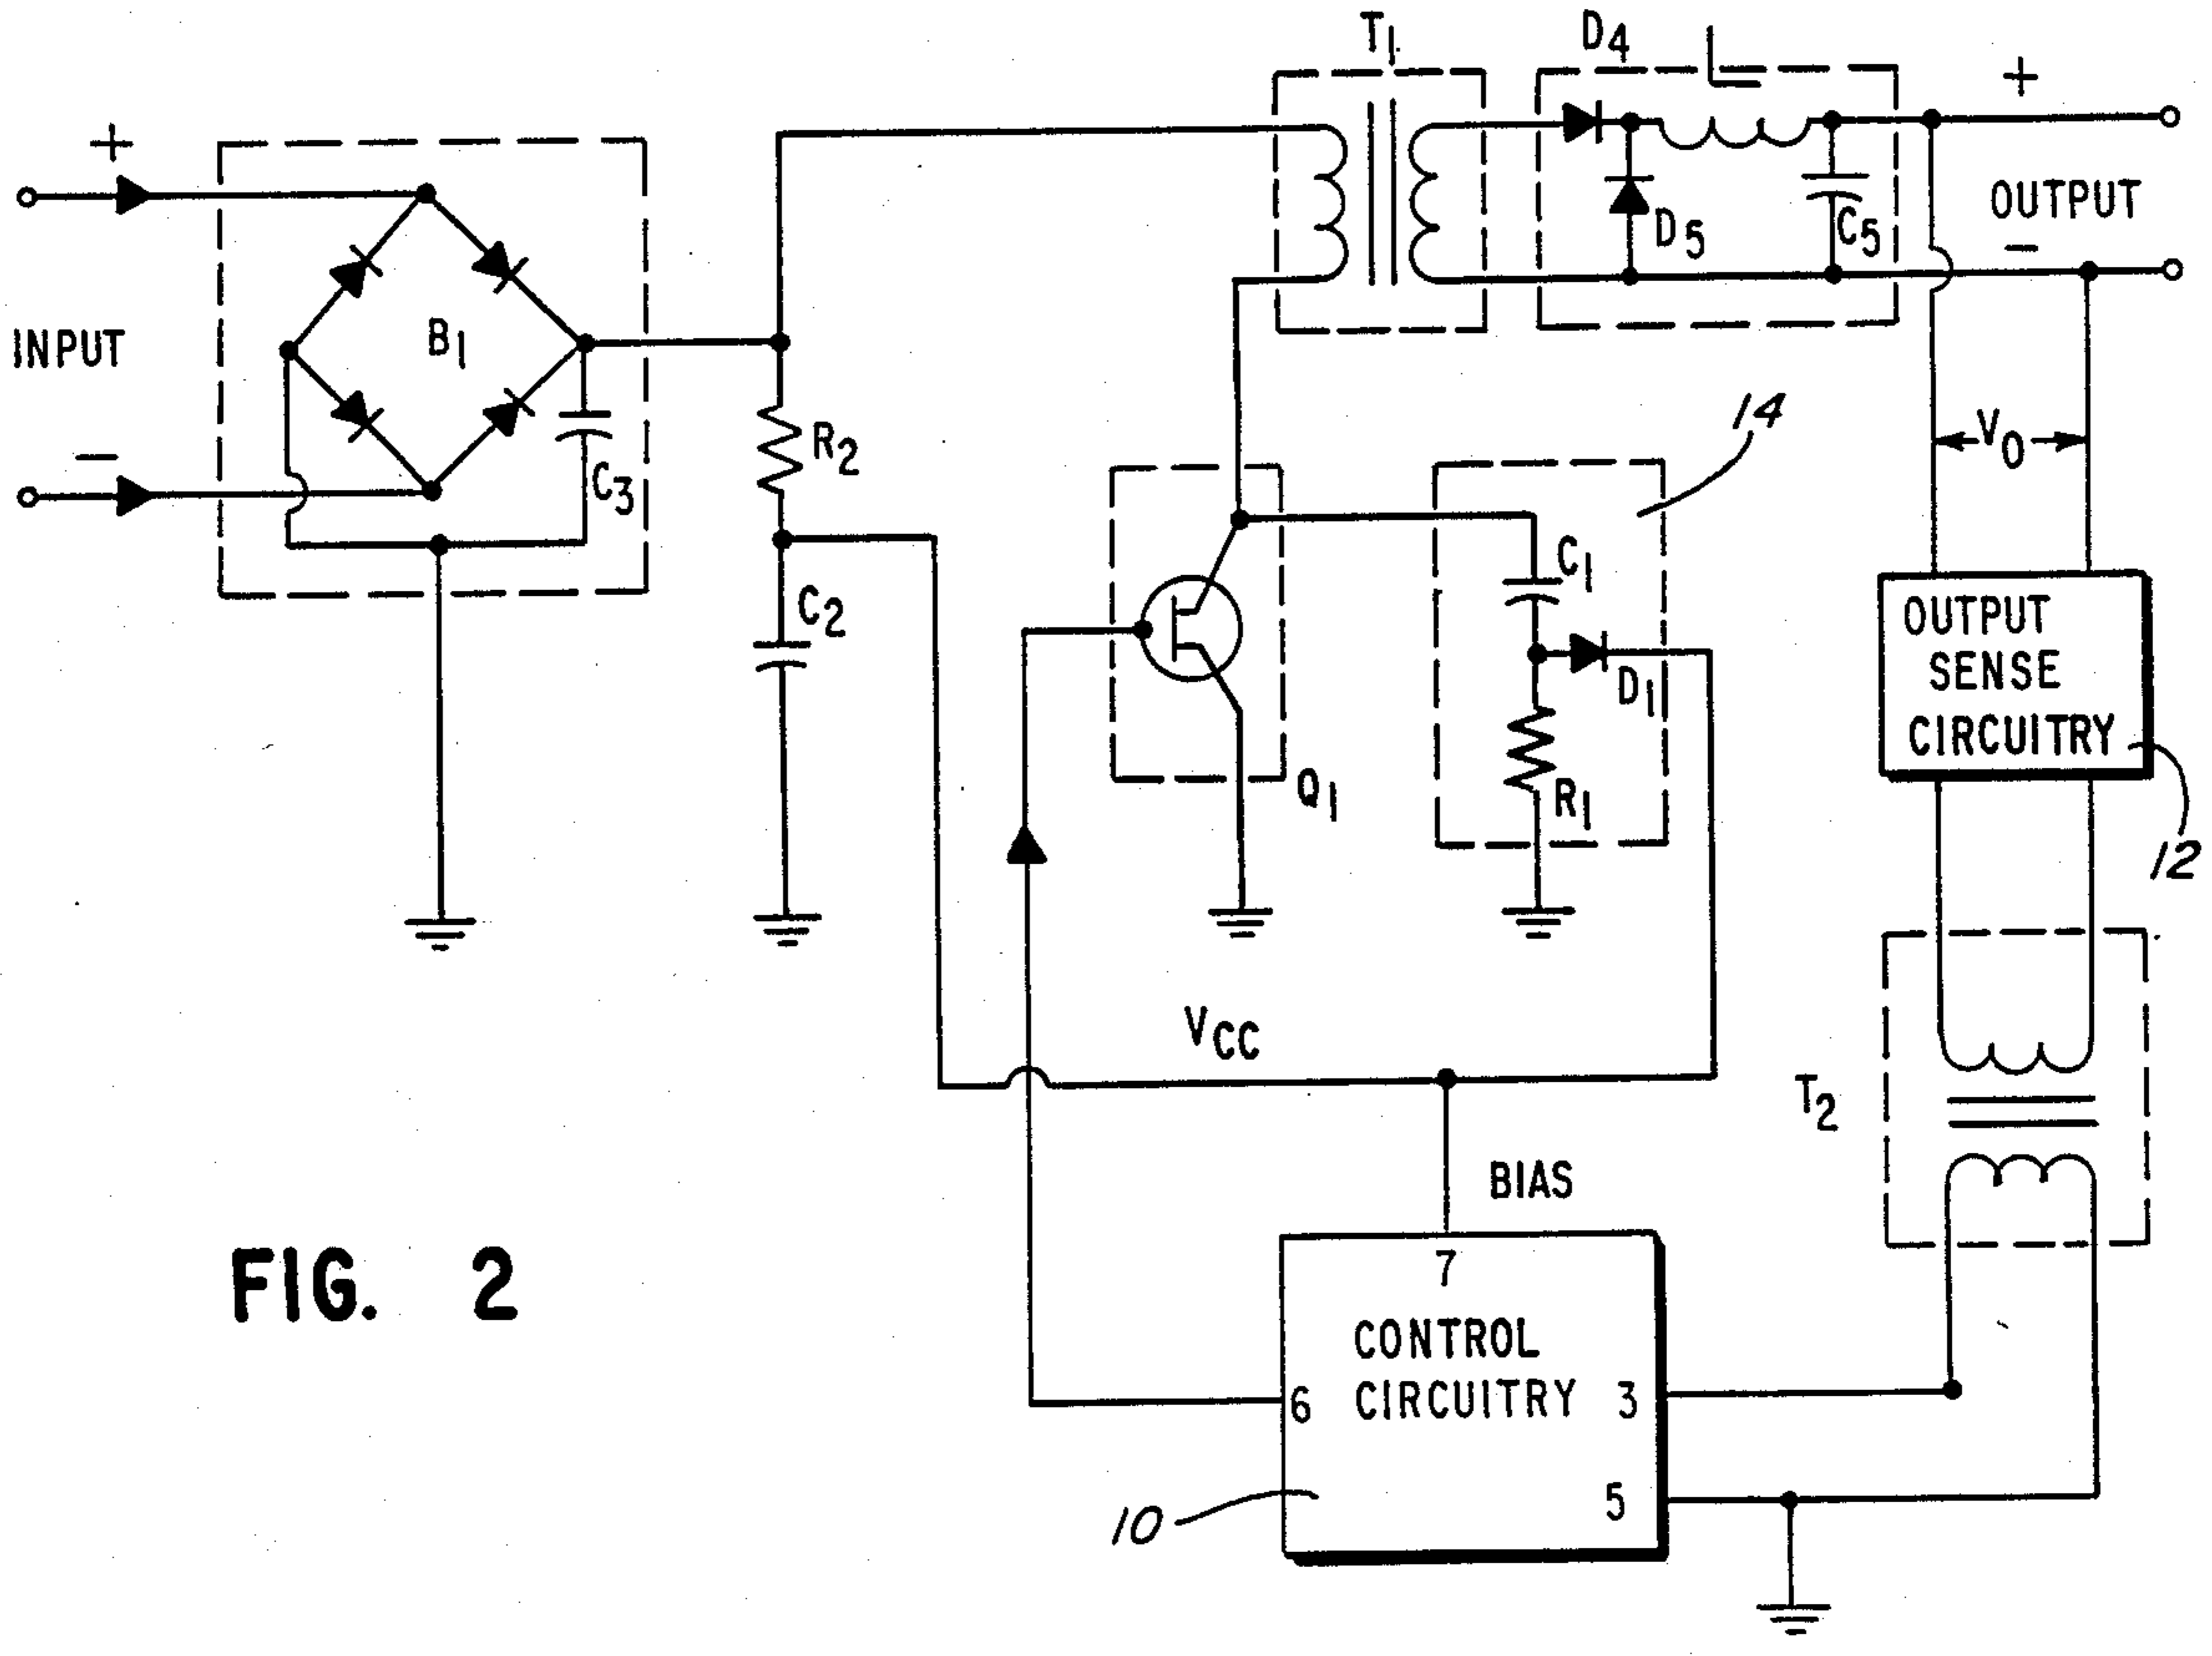 T1
D4
L
+
+
INPUT
B1
C3
−
R2
C2
D5
C5
OUTPUT
−
14
V0
C1
D1
R1
Q1
OUTPUT
SENSE
CIRCUITRY
12
VCC
T2
BIAS
7
CONTROL
CIRCUITRY
6
3
5
10
FIG. 2